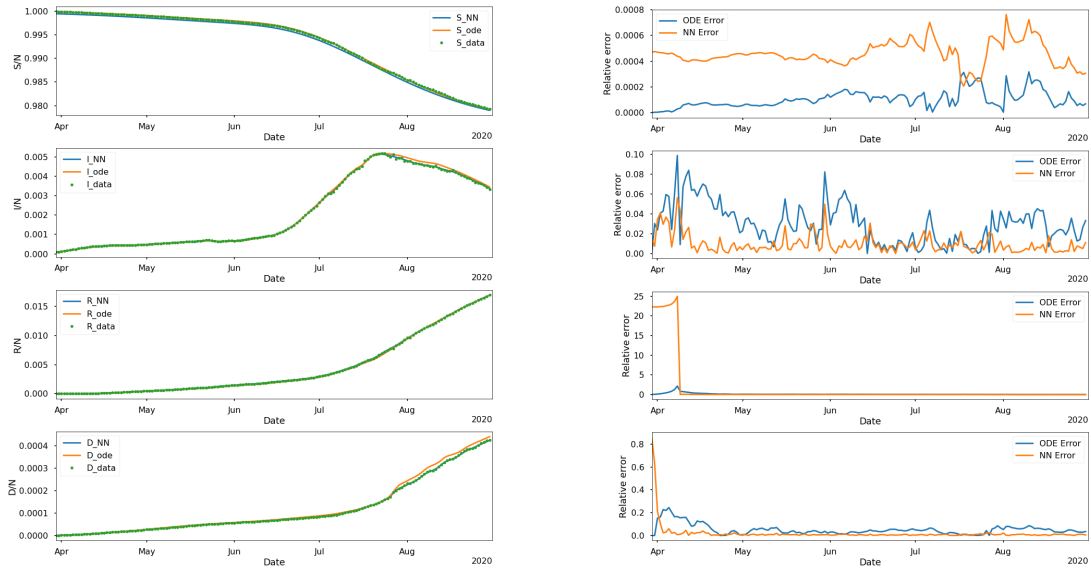 1.000
0.995
0.990
0.985
0.980
S/N
S_NN
S_ode
S_data
Apr May Jun Jul Aug
Date
2020
0.005
0.004
0.003
0.002
0.001
0.000
I/N
I_NN
I_ode
I_data
Apr May Jun Jul Aug
Date
2020
0.015
0.010
0.005
0.000
R/N
R_NN
R_ode
R_data
Apr May Jun Jul Aug
Date
2020
0.0004
0.0003
0.0002
0.0001
0.0000
D/N
D_NN
D_ode
D_data
Apr May Jun Jul Aug
Date
2020
0.0008
0.0006
0.0004
0.0002
0.0000
Relative error
ODE Error
NN Error
Apr May Jun Jul Aug
Date
2020
0.10
0.08
0.06
0.04
0.02
0.00
Relative error
ODE Error
NN Error
Apr May Jun Jul Aug
Date
2020
25
20
15
10
5
0
Relative error
ODE Error
NN Error
Apr May Jun Jul Aug
Date
2020
0.8
0.6
0.4
0.2
0.0
Relative error
ODE Error
NN Error
Apr May Jun Jul Aug
Date
2020